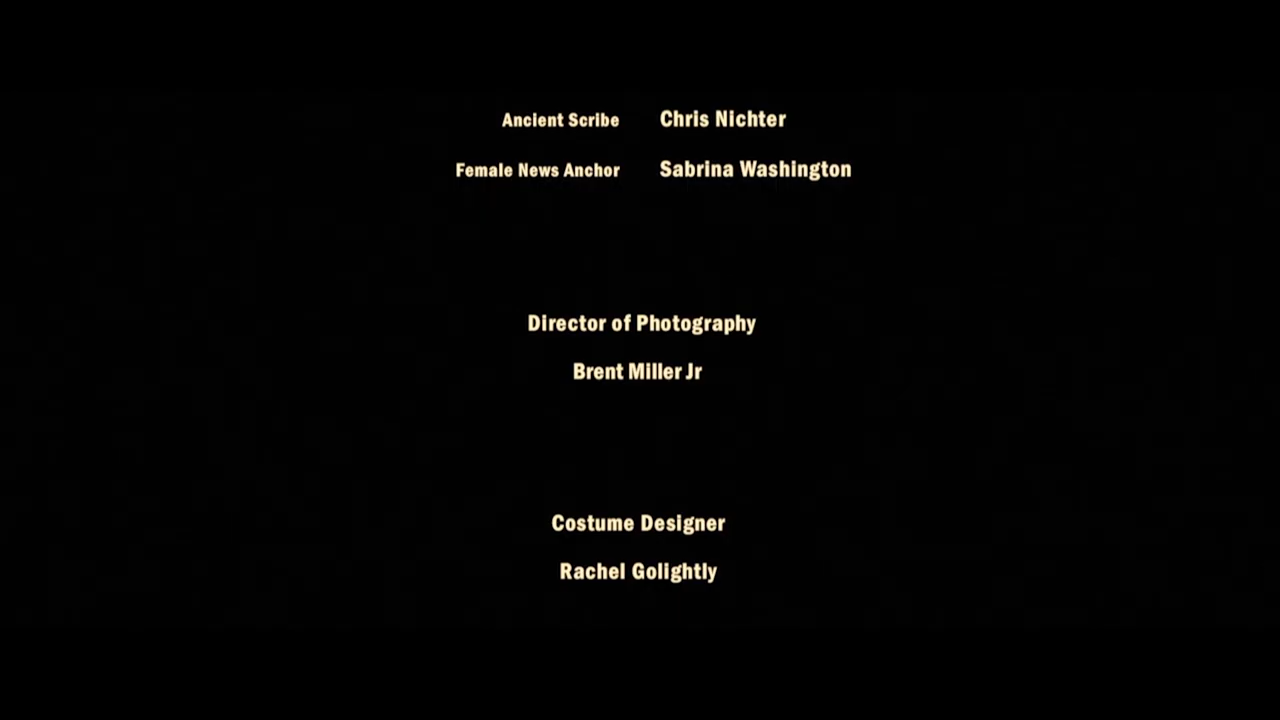 Ancient Scribe Chris Nichter
Female News Anchor Sabrina Washington
Director of Photography
Brent Miller Jr
Costume Designer
Rachel Golightly